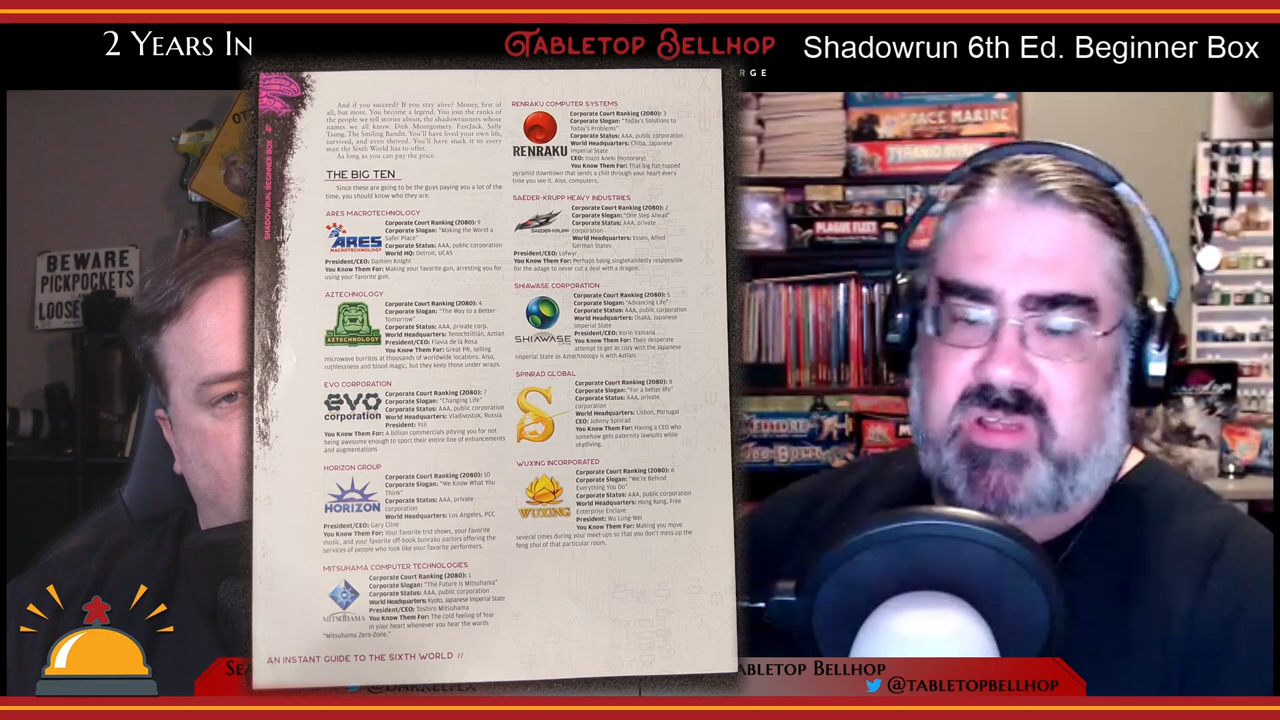 2 Years In
Tabletop Bellhop
RGE
Shadowrun 6th Ed. Beginner Box
BEWARE
PICKPOCKETS
LOOSE
SPACE MARINE
TYRANID
PLAGUE FLEET
SHADOWRUN BEGINNER BOX
And if you succeed? If you stay alive? Money, first of
all, but more. You become a legend. You join the ranks of
the people we tell stories about, the shadowrunners whose
names we all know. Dirk Montgomery. FastJack. Sally
Tsung. The Smiling Bandit. You'll have lived your own life,
survived, and even thrived. You'll have stuck it to every
man the Sixth World has to offer.
As long as you can pay the price.
THE BIG TEN
Since these are going to be the guys paying you a lot of the
time, you should know who they are.
ARES MACROTECHNOLOGY
ARES
MACROTECHNOLOGY
Corporate Court Ranking (2080): 9
Corporate Slogan: "Making the World a
Safer Place"
Corporate Status: AAA, public corporation
World HQ: Detroit, UCAS
President/CEO: Damien Knight
You Know Them For: Making your favorite gun, arresting you for
using your favorite gun.
AZTECHNOLOGY
AZTECHNOLOGY
Corporate Court Ranking (2080): 4
Corporate Slogan: "The Way to a Better
Tomorrow"
Corporate Status: AAA, private corp.
World Headquarters: Tenochtitlán, Aztlan
President/CEO: Flavia de la Rosa
You Know Them For: Great PR, selling
microwave burritos at thousands of worldwide locations. Also,
ruthlessness and blood magic, but they keep those under wraps.
EVO CORPORATION
EVO
corporation
Corporate Court Ranking (2080): 7
Corporate Slogan: "Changing Life"
Corporate Status: AAA, public corporation
World Headquarters: Vladivostok, Russia
President: Ysil
You Know Them For: A billion commercials pitying you for not
being awesome enough to sport their entire line of enhancements
and augmentations
HORIZON GROUP
HORIZON
Corporate Court Ranking (2080): 10
Corporate Slogan: "We Know What You
Think"
Corporate Status: AAA, private
corporation
World Headquarters: Los Angeles, PCC
President/CEO: Gary Cline
You Know Them For: Your favorite trid shows, your favorite
music, and your favorite off-book bunraku parlors offering the
services of people who look like your favorite performers.
MITSUHAMA COMPUTER TECHNOLOGIES
MITSUHAMA
Corporate Court Ranking (2080): 1
Corporate Slogan: "The Future is Mitsuhama"
Corporate Status: AAA, public corporation
World Headquarters: Kyoto, Japanese Imperial State
President/CEO: Toshiro Mitsuhama
You Know Them For: The cold feeling of fear
in your heart whenever you hear the words
"Mitsuhama Zero-Zone."
RENRAKU COMPUTER SYSTEMS
RENRAKU
Corporate Court Ranking (2080): 3
Corporate Slogan: "Today's Solutions to
Today's Problems"
Corporate Status: AAA, public corporation
World Headquarters: Chiba, Japanese
Imperial State
CEO: Inazo Aneki (honorary)
You Know Them For: That big flat-topped
pyramid downtown that sends a chill through your heart every
time you see it. Also, computers.
SAEDER-KRUPP HEAVY INDUSTRIES
SAEDER-KRUPP
Corporate Court Ranking (2080): 2
Corporate Slogan: "One Step Ahead"
Corporate Status: AAA, private
corporation
World Headquarters: Essen, Allied
German States
President/CEO: Lofwyr
You Know Them For: Perhaps being singlehandedly responsible
for the adage to never cut a deal with a dragon.
SHIAWASE CORPORATION
SHIAWASE
Corporate Court Ranking (2080): 5
Corporate Slogan: "Advancing Life"
Corporate Status: AAA, public corporation
World Headquarters: Osaka, Japanese
Imperial State
President/CEO: Korin Yamana
You Know Them For: Their desperate
attempt to get as cozy with the Japanese
Imperial State as Aztechnology is with Aztlan.
SPINRAD GLOBAL
Corporate Court Ranking (2080): 8
Corporate Slogan: "For a better life"
Corporate Status: AAA, private
corporation
World Headquarters: Lisbon, Portugal
CEO: Johnny Spinrad
You Know Them For: Having a CEO who
somehow gets paternity lawsuits while
skydiving.
WUXING INCORPORATED
WUXING
Corporate Court Ranking (2080): 6
Corporate Slogan: "We're Behind
Everything You Do"
Corporate Status: AAA, public corporation
World Headquarters: Hong Kong, Free
Enterprise Enclave
President: Wu Lung-Wei
You Know Them For: Making you move
several times during your meet-ups so that you don't mess up the
feng shui of that particular room.
AN INSTANT GUIDE TO THE SIXTH WORLD //
Tabletop Bellhop
@tabletopbellhop